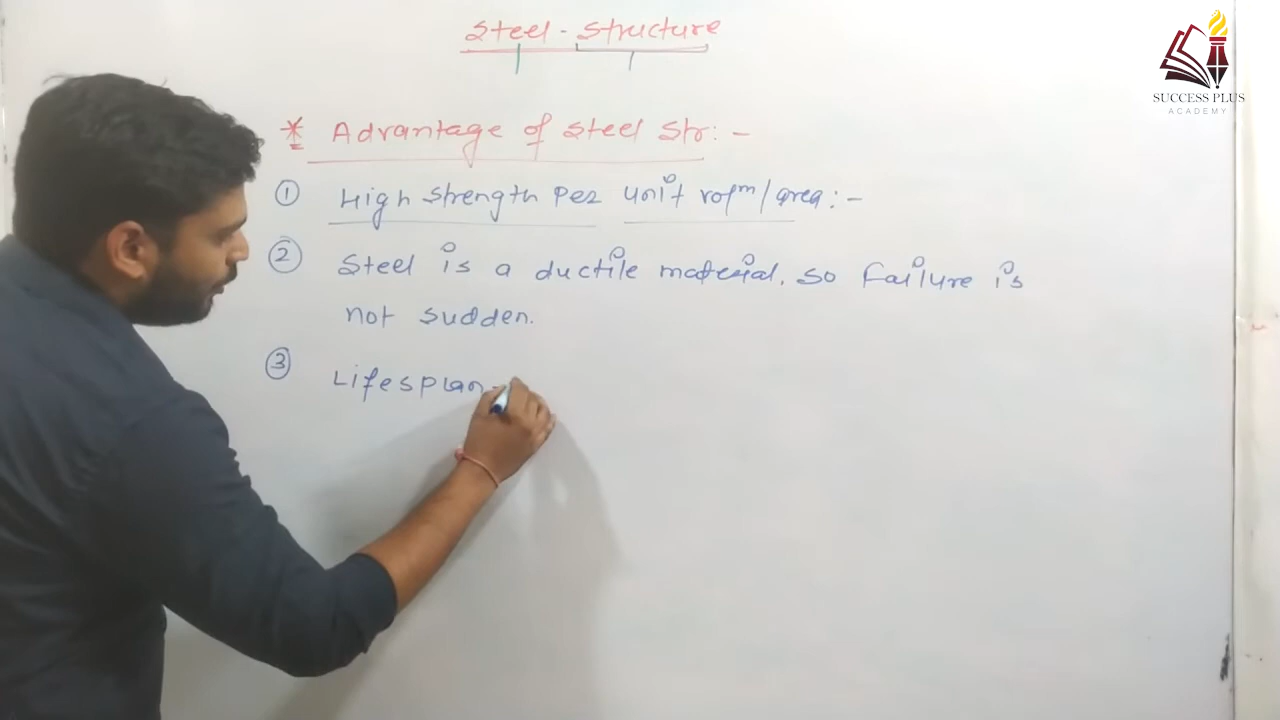 Steel - Structure
SUCCESS PLUS
ACADEMY
* Advantage of Steel Str: -
① High Strength Per unit volm / area: -
② Steel is a ductile material, so Failure is
not sudden.
③ Lifesplan -